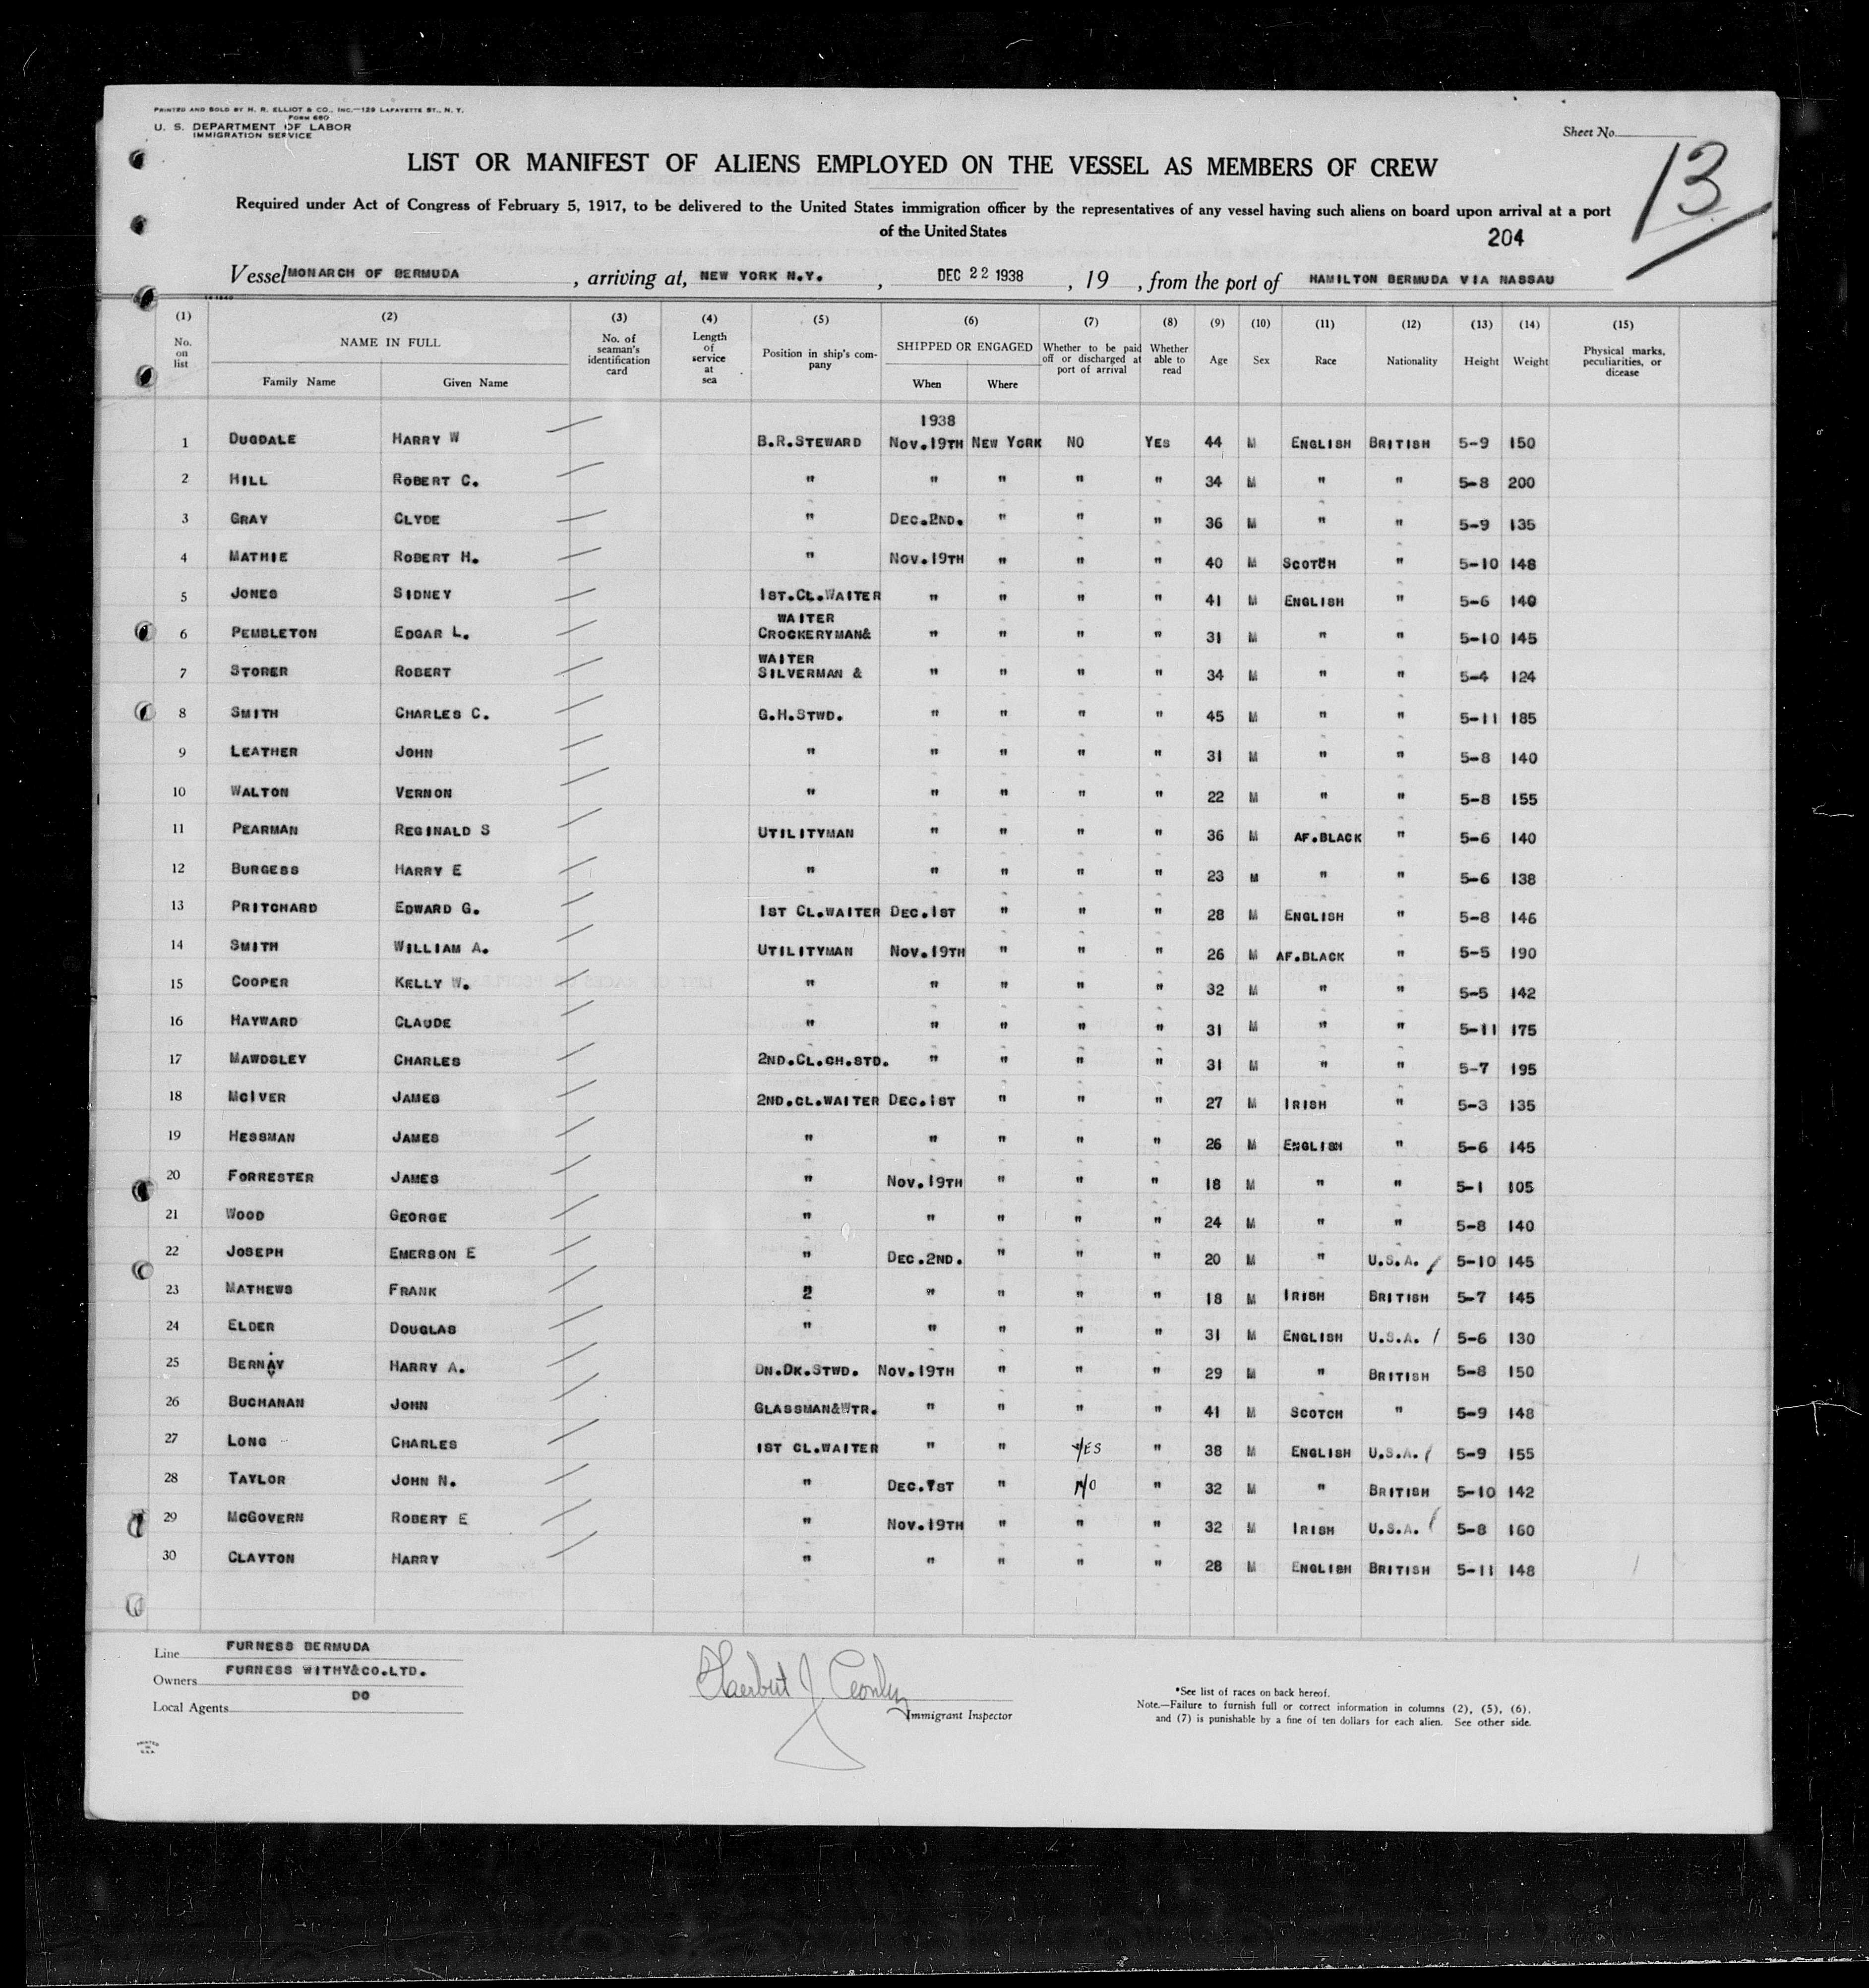 PRINTED AND SOLD BY H. R. ELLIOT & CO., INC.—129 LAFAYETTE ST., N. Y.
FORM 680
U. S. DEPARTMENT OF LABOR
IMMIGRATION SERVICE
Sheet No.
13
LIST OR MANIFEST OF ALIENS EMPLOYED ON THE VESSEL AS MEMBERS OF CREW
Required under Act of Congress of February 5, 1917, to be delivered to the United States immigration officer by the representatives of any vessel having such aliens on board upon arrival at a port
of the United States
204
Vessel MONARCH OF BERMUDA, arriving at, NEW YORK N.Y., DEC 22 1938, 19 , from the port of HAMILTON BERMUDA VIA NASSAU
(1) (2) (3) (4) (5) (6) (7) (8) (9) (10) (11) (12) (13) (14) (15)
No. on list NAME IN FULL Family Name Given Name No. of seaman's identification card Length of service at sea Position in ship's company SHIPPED OR ENGAGED When Where Whether to be paid off or discharged at port of arrival Whether able to read Age Sex Race Nationality Height Weight Physical marks, peculiarities, or disease
1938
1 DUGDALE HARRY W B.R.STEWARD NOV.19TH NEW YORK NO YES 44 M ENGLISH BRITISH 5-9 150
2 HILL ROBERT C. " " " " " 34 M " " 5-8 200
3 GRAY CLYDE " DEC.2ND. " " " 36 M " " 5-9 135
4 MATHIE ROBERT H. " NOV.19TH " " " 40 M SCOTCH " 5-10 148
5 JONES SIDNEY 1ST.CL.WAITER " " " " 41 M ENGLISH " 5-6 140
WAITER
6 PEMBLETON EDGAR L. CROCKERYMAN& " " " " 31 M " " 5-10 145
WAITER
7 STORER ROBERT SILVERMAN & " " " " 34 M " " 5-4 124
8 SMITH CHARLES C. G.H.STWD. " " " " 45 M " " 5-11 185
9 LEATHER JOHN " " " " " 31 M " " 5-8 140
10 WALTON VERNON " " " " " 22 M " " 5-8 155
11 PEARMAN REGINALD S UTILITYMAN " " " " 36 M AF.BLACK " 5-6 140
12 BURGESS HARRY E " " " " " 23 M " " 5-6 138
13 PRITCHARD EDWARD G. 1ST CL.WAITER DEC.1ST " " " 28 M ENGLISH " 5-8 146
14 SMITH WILLIAM A. UTILITYMAN NOV.19TH " " " 26 M AF.BLACK " 5-5 190
15 COOPER KELLY W. " " " " " 32 M " " 5-5 142
16 HAYWARD CLAUDE " " " " " 31 M " " 5-11 175
17 MAWDSLEY CHARLES 2ND.CL.CH.STD. " " " " 31 M " " 5-7 195
18 MCIVER JAMES 2ND.CL.WAITER DEC.1ST " " " 27 M IRISH " 5-3 135
19 HESSMAN JAMES " " " " " 26 M ENGLISH " 5-6 145
20 FORRESTER JAMES " NOV.19TH " " " 18 M " " 5-1 105
21 WOOD GEORGE " " " " " 24 M " " 5-8 140
22 JOSEPH EMERSON E " DEC.2ND. " " " 20 M " U.S.A. 5-10 145
23 MATHEWS FRANK 2 " " " " 18 M IRISH BRITISH 5-7 145
24 ELDER DOUGLAS " " " " " 31 M ENGLISH U.S.A. 5-6 130
25 BERNAY HARRY A. DN.DK.STWD. NOV.19TH " " " 29 M " BRITISH 5-8 150
26 BUCHANAN JOHN GLASSMAN&WTR. " " " " 41 M SCOTCH " 5-9 148
27 LONG CHARLES 1ST CL.WAITER " " YES " 38 M ENGLISH U.S.A. 5-9 155
28 TAYLOR JOHN N. " DEC.1ST " NO " 32 M " BRITISH 5-10 142
29 MCGOVERN ROBERT E " NOV.19TH " " " 32 M IRISH U.S.A. 5-8 160
30 CLAYTON HARRY " " " " " 28 M ENGLISH BRITISH 5-11 148
Line FURNESS BERMUDA
Owners FURNESS WITHY&CO.LTD.
Local Agents DO
Immigrant Inspector
*See list of races on back hereof.
Note.—Failure to furnish full or correct information in columns (2), (5), (6),
and (7) is punishable by a fine of ten dollars for each alien. See other side.
PRINTED
IN
U.S.A.